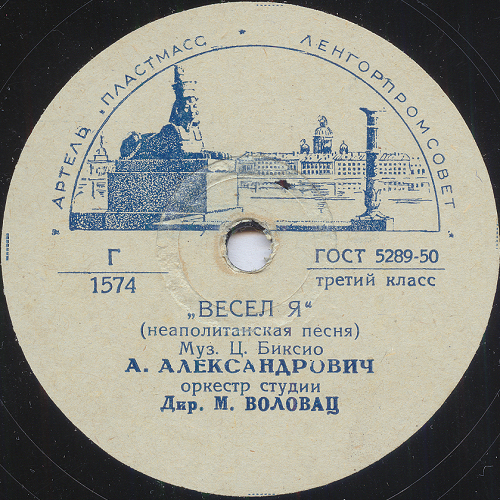 АРТЕЛЬ „ПЛАСТМАСС“ * ЛЕНГОРПРОМСОВЕТ
Г
1574
ГОСТ 5289-50
третий класс
„ВЕСЕЛ Я“
(неаполитанская песня)
Муз. Ц. Биксио
А. АЛЕКСАНДРОВИЧ
оркестр студии
Дир. М. ВОЛОВАЦ